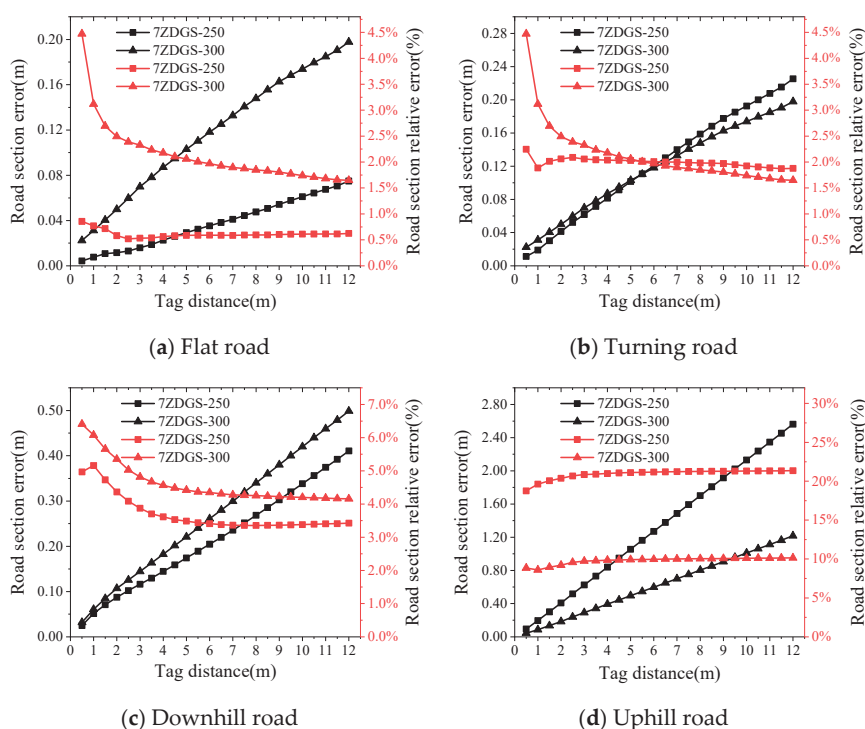 0.20
0.16
0.12
0.08
0.04
0.00
Road section error(m)
7ZDGS-250
7ZDGS-300
7ZDGS-250
7ZDGS-300
4.5%
4.0%
3.5%
3.0%
2.5%
2.0%
1.5%
1.0%
0.5%
0.0%
Road section relative error(%)
0 1 2 3 4 5 6 7 8 9 10 11 12
Tag distance(m)
(a) Flat road
0.28
0.24
0.20
0.16
0.12
0.08
0.04
0.00
Road section error(m)
7ZDGS-250
7ZDGS-300
7ZDGS-250
7ZDGS-300
4.5%
4.0%
3.5%
3.0%
2.5%
2.0%
1.5%
1.0%
0.5%
0.0%
Road section relative error(%)
0 1 2 3 4 5 6 7 8 9 10 11 12
Tag distance(m)
(b) Turning road
0.50
0.40
0.30
0.20
0.10
0.00
Road section error(m)
7ZDGS-250
7ZDGS-300
7ZDGS-250
7ZDGS-300
7.0%
6.0%
5.0%
4.0%
3.0%
2.0%
1.0%
0.0%
Road section relative error(%)
0 1 2 3 4 5 6 7 8 9 10 11 12
Tag distance(m)
(c) Downhill road
2.80
2.40
2.00
1.60
1.20
0.80
0.40
0.00
Road section error(m)
7ZDGS-250
7ZDGS-300
7ZDGS-250
7ZDGS-300
30%
25%
20%
15%
10%
5%
0%
Road section relative error(%)
0 1 2 3 4 5 6 7 8 9 10 11 12
Tag distance(m)
(d) Uphill road